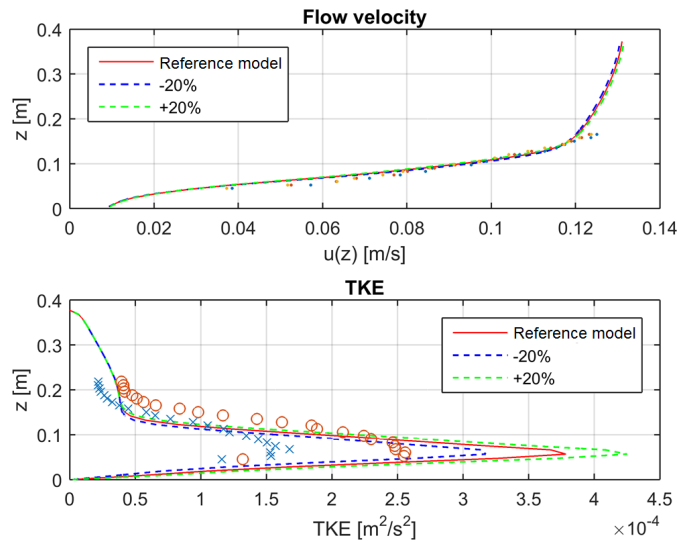 Flow velocity
0.4
0.3
0.2
0.1
0
z [m]
Reference model
-20%
+20%
0 0.02 0.04 0.06 0.08 0.1 0.12 0.14
u(z) [m/s]
TKE
0.4
0.3
0.2
0.1
0
z [m]
Reference model
-20%
+20%
0 0.5 1 1.5 2 2.5 3 3.5 4 4.5
TKE [m²/s²]
×10⁻⁴